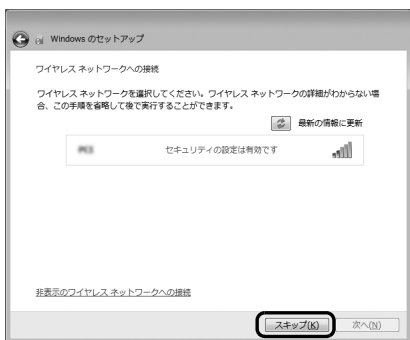 Windows のセットアップ
ワイヤレス ネットワークへの接続
ワイヤレス ネットワークを選択してください。ワイヤレス ネットワークの詳細がわからない場
合、この手順を省略して後で実行することができます。
最新の情報に更新
セキュリティの設定は有効です
非表示のワイヤレス ネットワークへの接続
スキップ(K) 次へ(N)